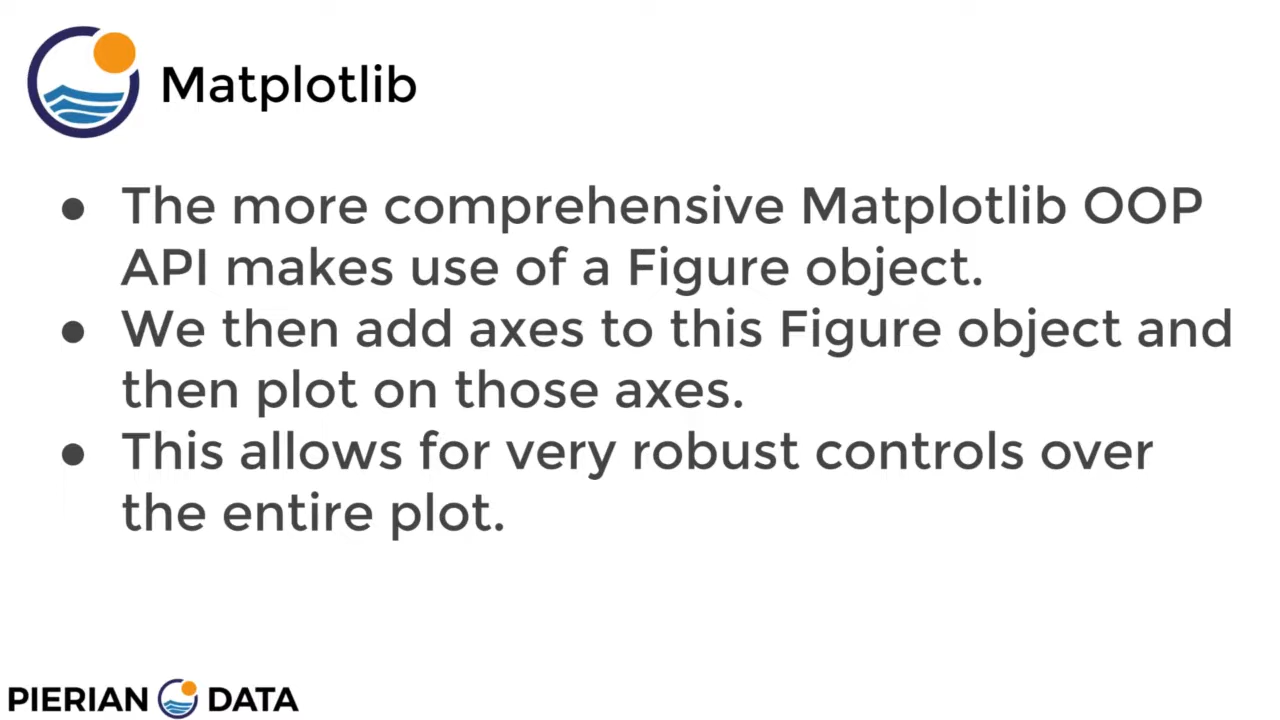 Matplotlib
● The more comprehensive Matplotlib OOP
API makes use of a Figure object.
● We then add axes to this Figure object and
then plot on those axes.
● This allows for very robust controls over
the entire plot.
PIERIAN DATA